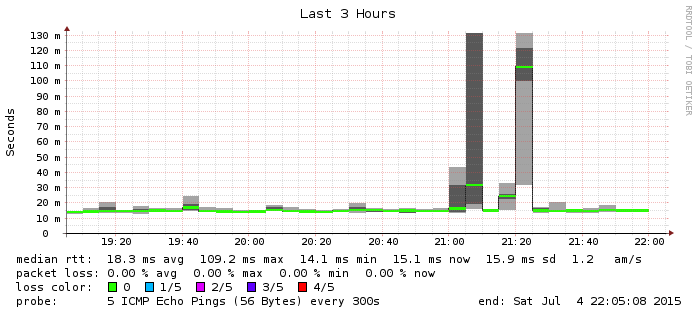 Last 3 Hours
RRDTOOL / TOBI OETIKER
Seconds
130 m
120 m
110 m
100 m
90 m
80 m
70 m
60 m
50 m
40 m
30 m
20 m
10 m
0
19:20 19:40 20:00 20:20 20:40 21:00 21:20 21:40 22:00
median rtt: 18.3 ms avg 109.2 ms max 14.1 ms min 15.1 ms now 15.9 ms sd 1.2 am/s
packet loss: 0.00 % avg 0.00 % max 0.00 % min 0.00 % now
loss color: 0 1/5 2/5 3/5 4/5
probe: 5 ICMP Echo Pings (56 Bytes) every 300s end: Sat Jul 4 22:05:08 2015